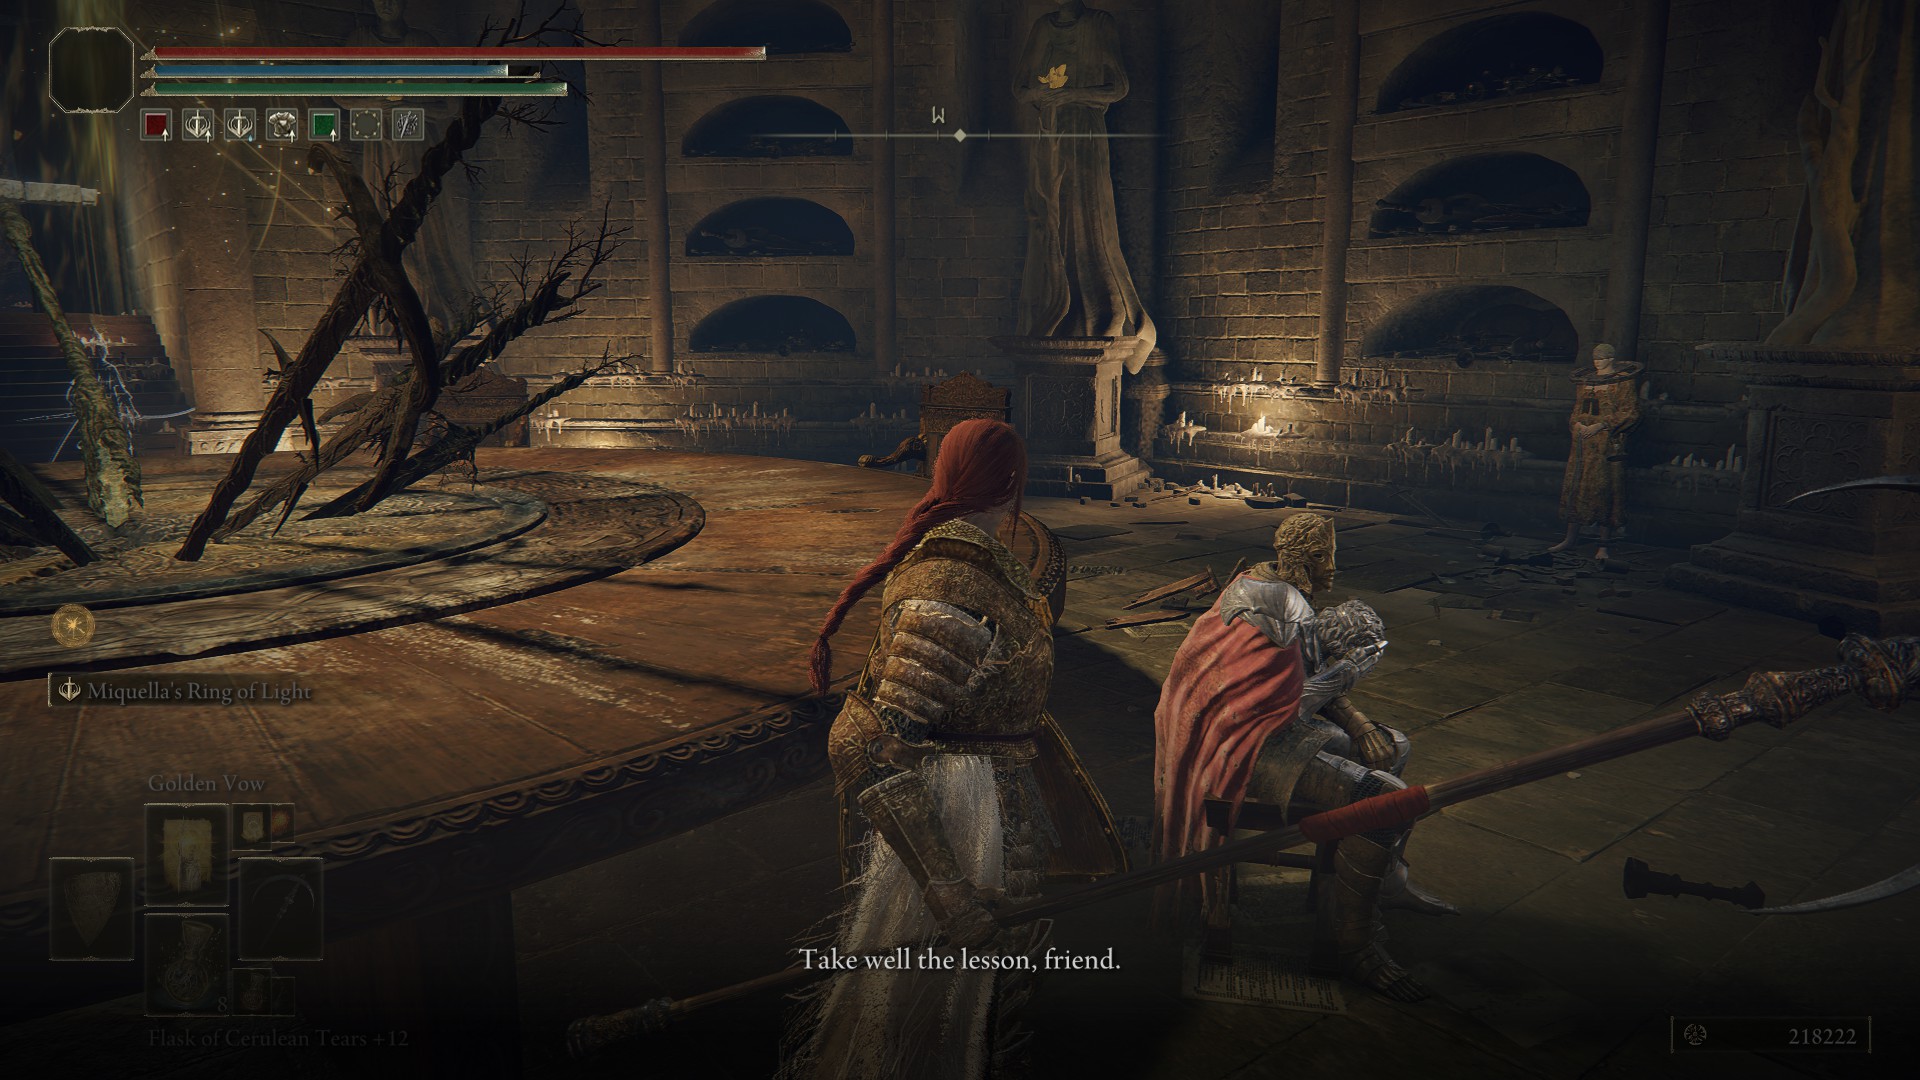 W
Miquella's Ring of Light
Golden Vow
8
Flask of Cerulean Tears +12
Take well the lesson, friend.
218222